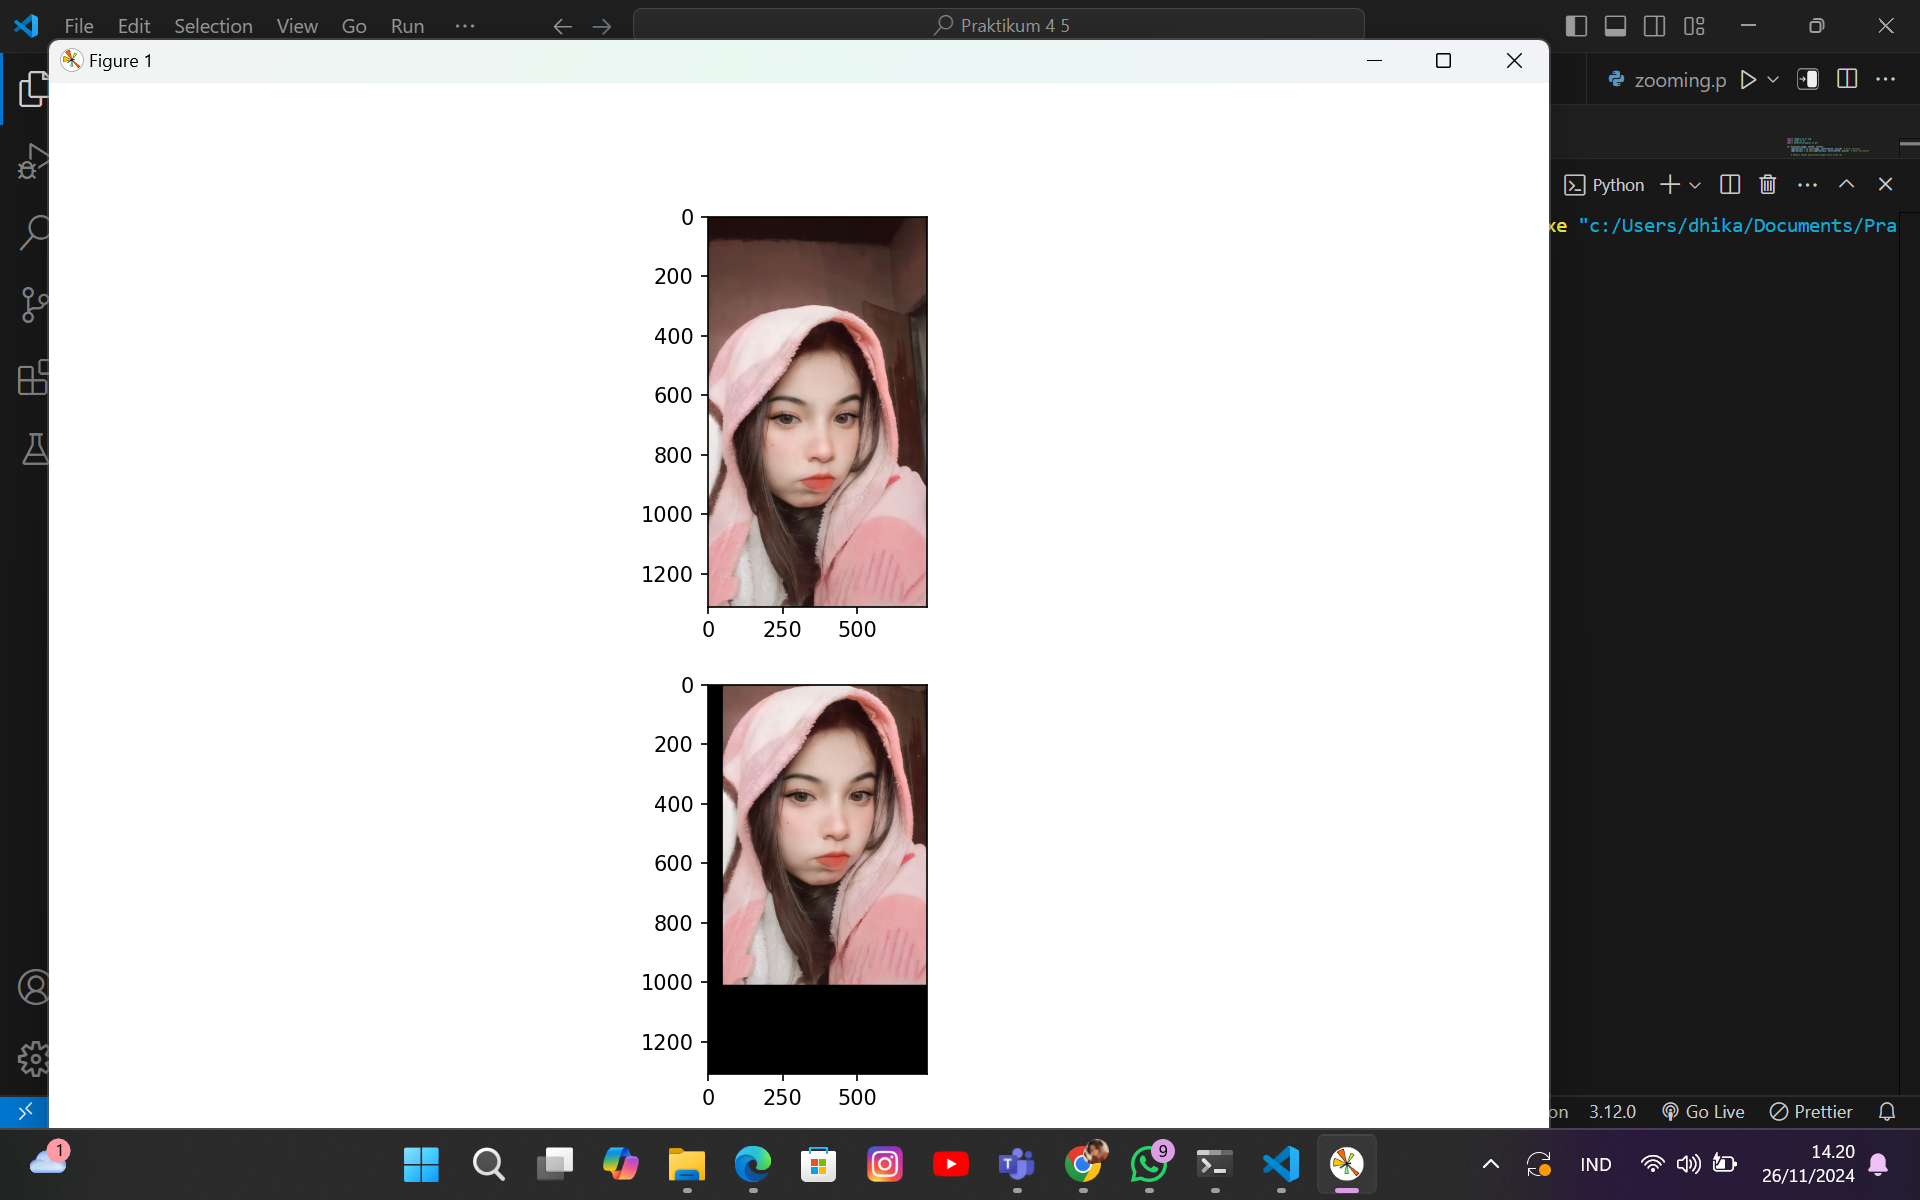 File Edit Selection View Go Run ··· Praktikum 4 5
Figure 1
zooming.p
Python
xe "c:/Users/dhika/Documents/Pra
0
200
400
600
800
1000
1200
0 250 500
0
200
400
600
800
1000
1200
0 250 500
on 3.12.0 Go Live Prettier
1
9
IND
14.20
26/11/2024